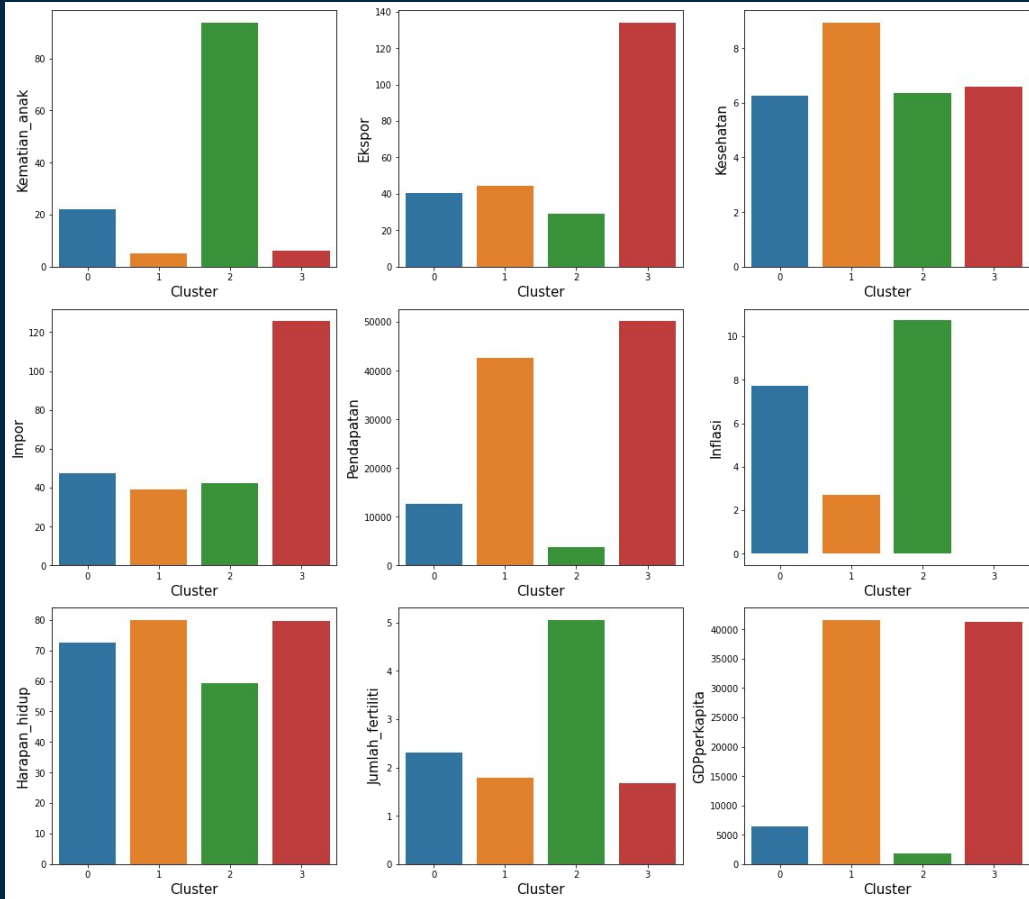 Kematian_anak
80
60
40
20
0
0 1 2 3
Cluster
Ekspor
140
120
100
80
60
40
20
0
0 1 2 3
Cluster
Kesehatan
8
6
4
2
0
0 1 2 3
Cluster
Impor
120
100
80
60
40
20
0
0 1 2 3
Cluster
Pendapatan
50000
40000
30000
20000
10000
0
0 1 2 3
Cluster
Inflasi
10
8
6
4
2
0
0 1 2 3
Cluster
Harapan_hidup
80
70
60
50
40
30
20
10
0
0 1 2 3
Cluster
Jumlah_fertiliti
5
4
3
2
1
0
0 1 2 3
Cluster
GDPperkapita
40000
35000
30000
25000
20000
15000
10000
5000
0
0 1 2 3
Cluster